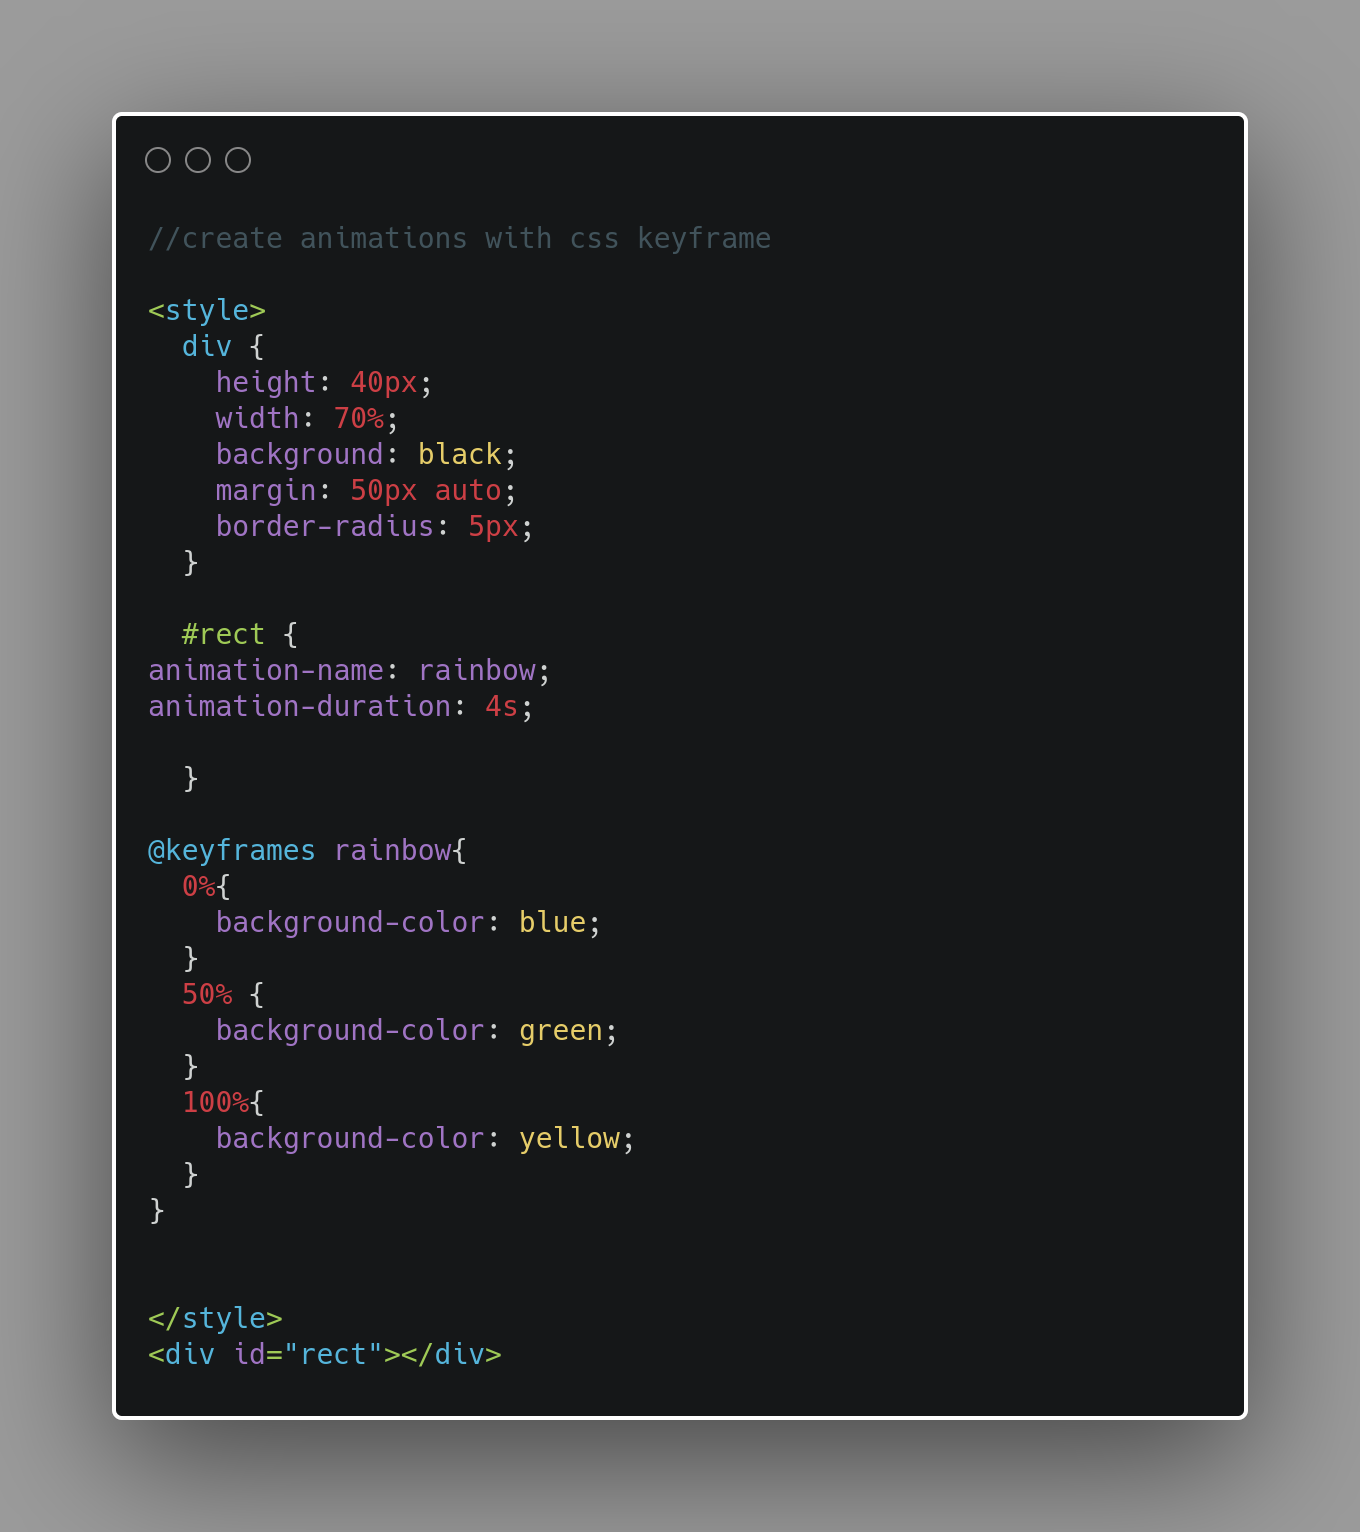 //create animations with css keyframe
<style>
  div {
    height: 40px;
    width: 70%;
    background: black;
    margin: 50px auto;
    border-radius: 5px;
  }
  #rect {
animation-name: rainbow;
animation-duration: 4s;
  }
@keyframes rainbow{
  0%{
    background-color: blue;
  }
  50% {
    background-color: green;
  }
  100%{
    background-color: yellow;
  }
}
</style>
<div id="rect"></div>